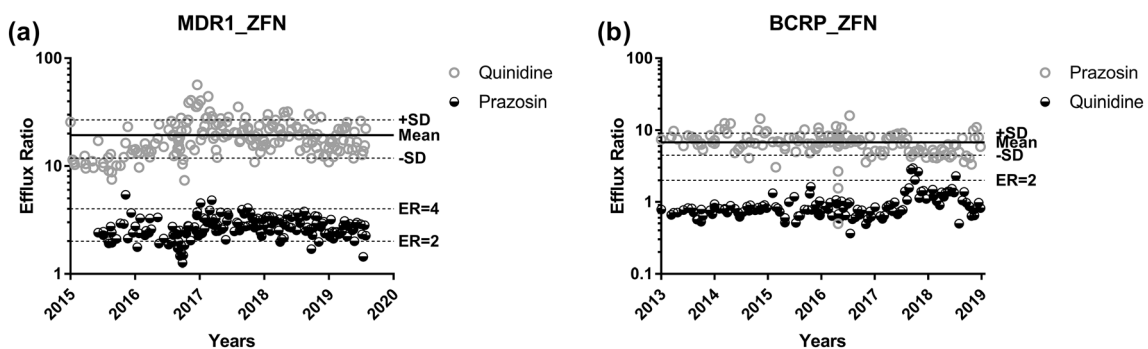 (a)
MDR1_ZFN
Efflux Ratio
100
10
1
+SD
Mean
-SD
ER=4
ER=2
Quinidine
Prazosin
2015
2016
2017
2018
2019
2020
Years
(b)
BCRP_ZFN
Efflux Ratio
100
10
1
0.1
+SD
Mean
-SD
ER=2
Prazosin
Quinidine
2013
2014
2015
2016
2017
2018
2019
Years